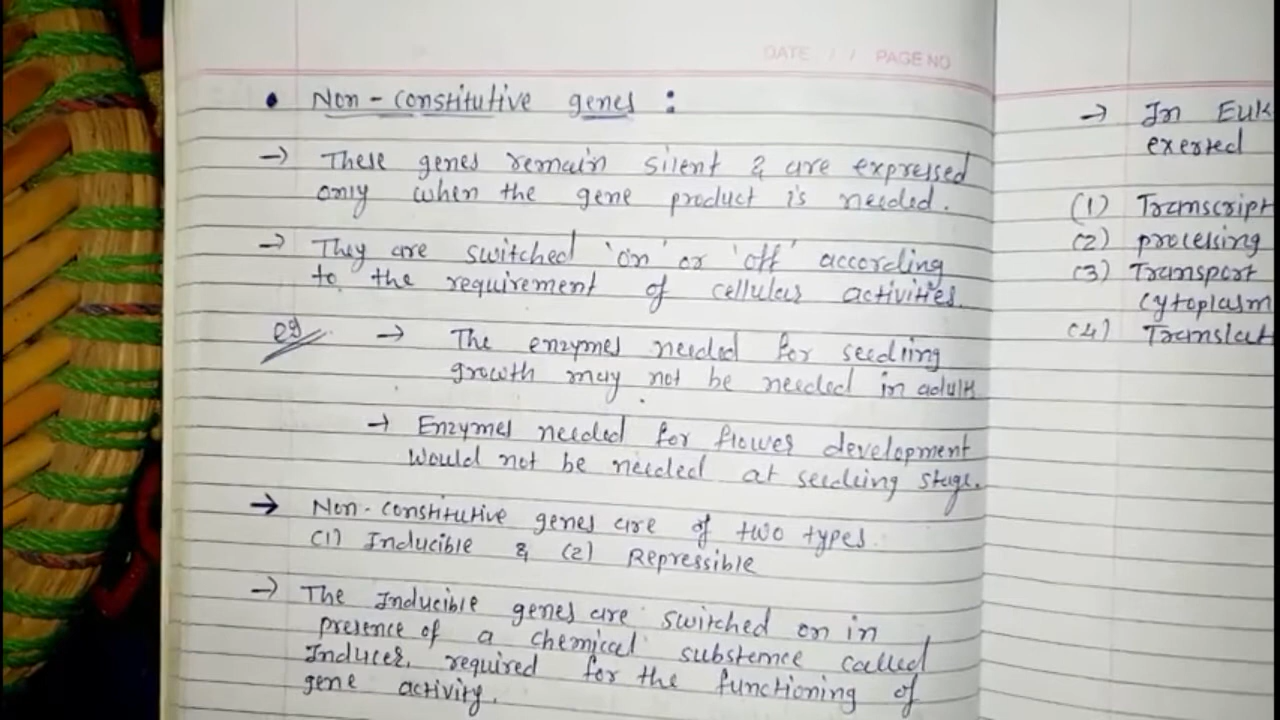 DATE / / PAGE NO
• Non-constitutive genes :
→ These genes remain silent & are expressed
only when the gene product is needed.
→ They are switched 'on' or 'off' according
to the requirement of cellular activities.
eg → The enzymes needed for seedling
growth may not be needed in adult
→ Enzymes needed for flower development
would not be needed at seedling stage.
→ Non-constitutive genes are of two types.
(1) Inducible & (2) Repressible
→ The Inducible genes are switched on in
presence of a chemical substance called
Inducer, required for the functioning of
gene activity.
→ In Euk
exerted
(1) Transcript
(2) processing
(3) Transport
cytoplasm
(4) Translat